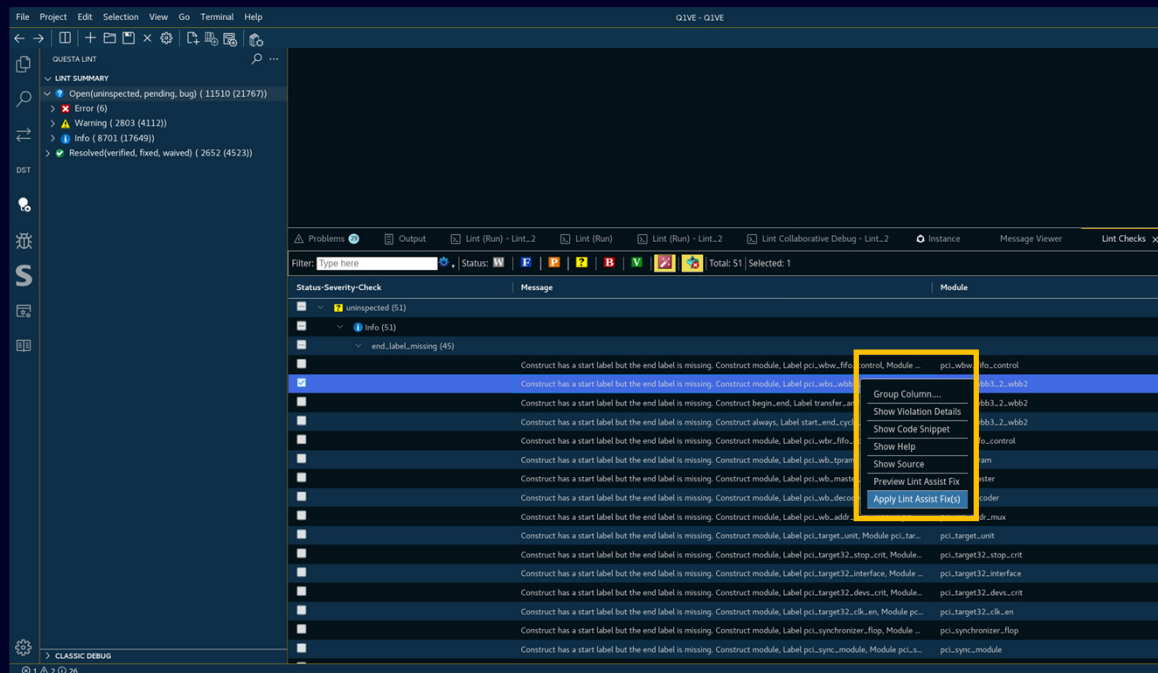 File Project Edit Selection View Go Terminal Help
Q1VE - Q1VE
QUESTA LINT
LINT SUMMARY
Open(uninspected, pending, bug) ( 11510 (21767))
Error (6)
Warning ( 2803 (4112))
Info ( 8701 (17649))
Resolved(verified, fixed, waived) ( 2652 (4523))
DST
S
CLASSIC DEBUG
1 2 26
Problems 29 Output Lint (Run) - Lint_2 Lint (Run) Lint (Run) - Lint_2 Lint Collaborative Debug - Lint_2 Instance Message Viewer Lint Checks
Filter: Type here Status: W F P ? B V Total: 51 Selected: 1
Status-Severity-Check Message Module
uninspected (51)
Info (51)
end_label_missing (45)
Construct has a start label but the end label is missing. Construct module, Label pci_wbw_fifo_control, Module ... pci_wbw_fifo_control
Construct has a start label but the end label is missing. Construct module, Label pci_wbs_wbb3_2_wbb2
Construct has a start label but the end label is missing. Construct begin_end, Label transfer_ bb3_2_wbb2
Construct has a start label but the end label is missing. Construct always, Label start_end_cycl bb3_2_wbb2
Construct has a start label but the end label is missing. Construct module, Label pci_wbr_fifo_ fo_control
Construct has a start label but the end label is missing. Construct module, Label pci_wb_tpram ram
Construct has a start label but the end label is missing. Construct module, Label pci_wb_mast aster
Construct has a start label but the end label is missing. Construct module, Label pci_wb_decod coder
Construct has a start label but the end label is missing. Construct module, Label pci_wb_addr_ dr_mux
Construct has a start label but the end label is missing. Construct module, Label pci_target_unit, Module pci_tar... pci_target_unit
Construct has a start label but the end label is missing. Construct module, Label pci_target32_stop_crit, Module... pci_target32_stop_crit
Construct has a start label but the end label is missing. Construct module, Label pci_target32_interface, Module ... pci_target32_interface
Construct has a start label but the end label is missing. Construct module, Label pci_target32_devs_crit, Module... pci_target32_devs_crit
Construct has a start label but the end label is missing. Construct module, Label pci_target32_clk_en, Module pc... pci_target32_clk_en
Construct has a start label but the end label is missing. Construct module, Label pci_synchronizer_flop, Module ... pci_synchronizer_flop
Construct has a start label but the end label is missing. Construct module, Label pci_sync_module, Module pci_s... pci_sync_module
Group Column....
Show Violation Details
Show Code Snippet
Show Help
Show Source
Preview Lint Assist Fix
Apply Lint Assist Fix(s)